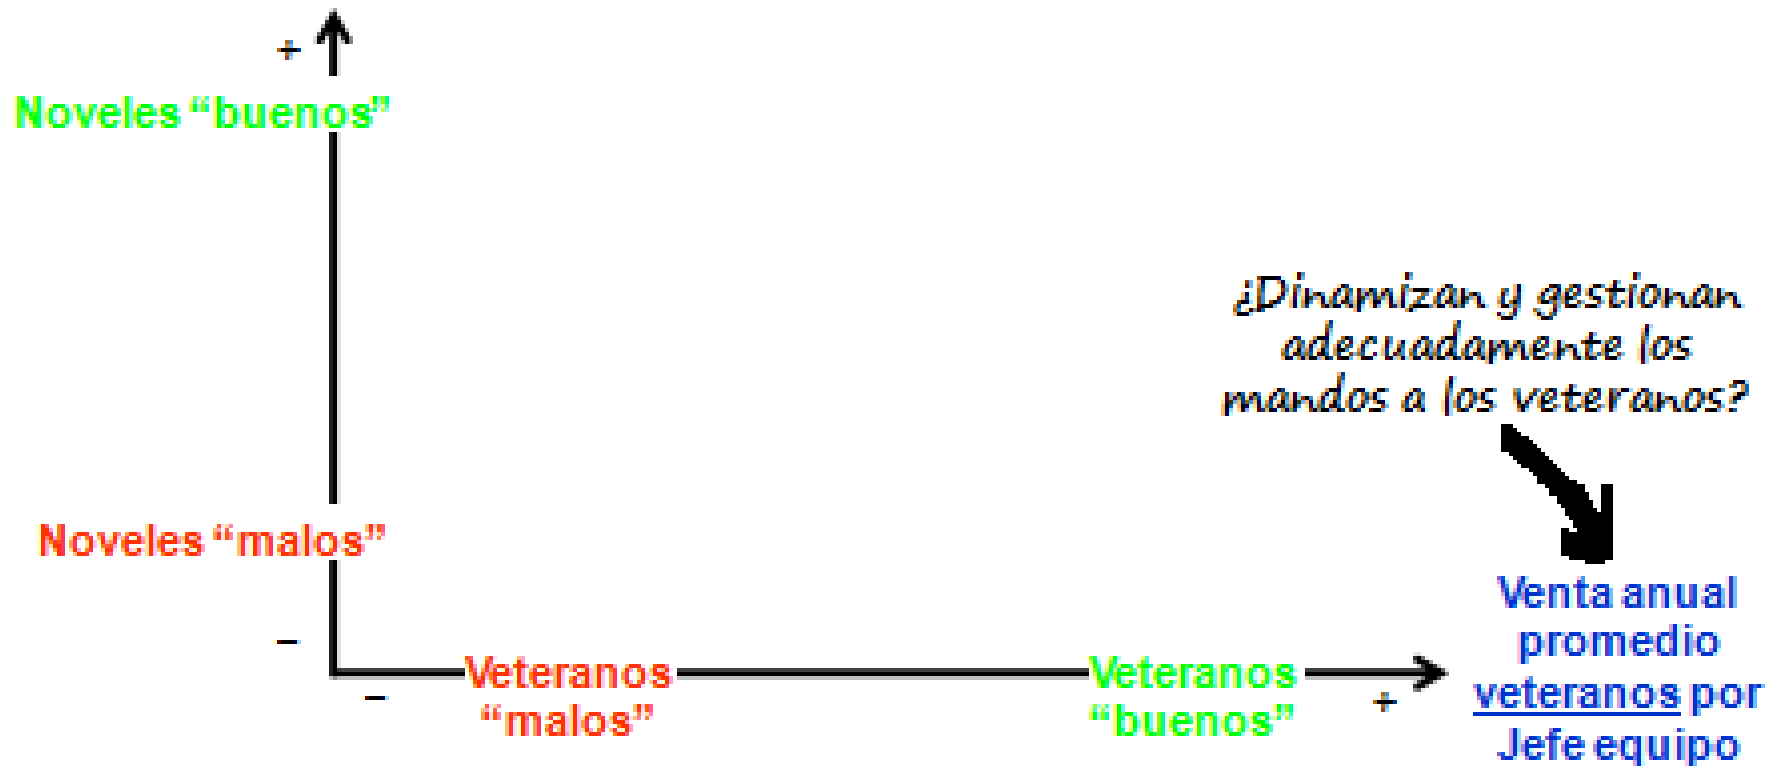 +
Noveles “buenos”
¿Dinamizan y gestionan
adecuadamente los
mandos a los veteranos?
Noveles “malos”
–
Venta anual
promedio
veteranos por
Jefe equipo
Veteranos
“malos”
Veteranos
“buenos”
–
+